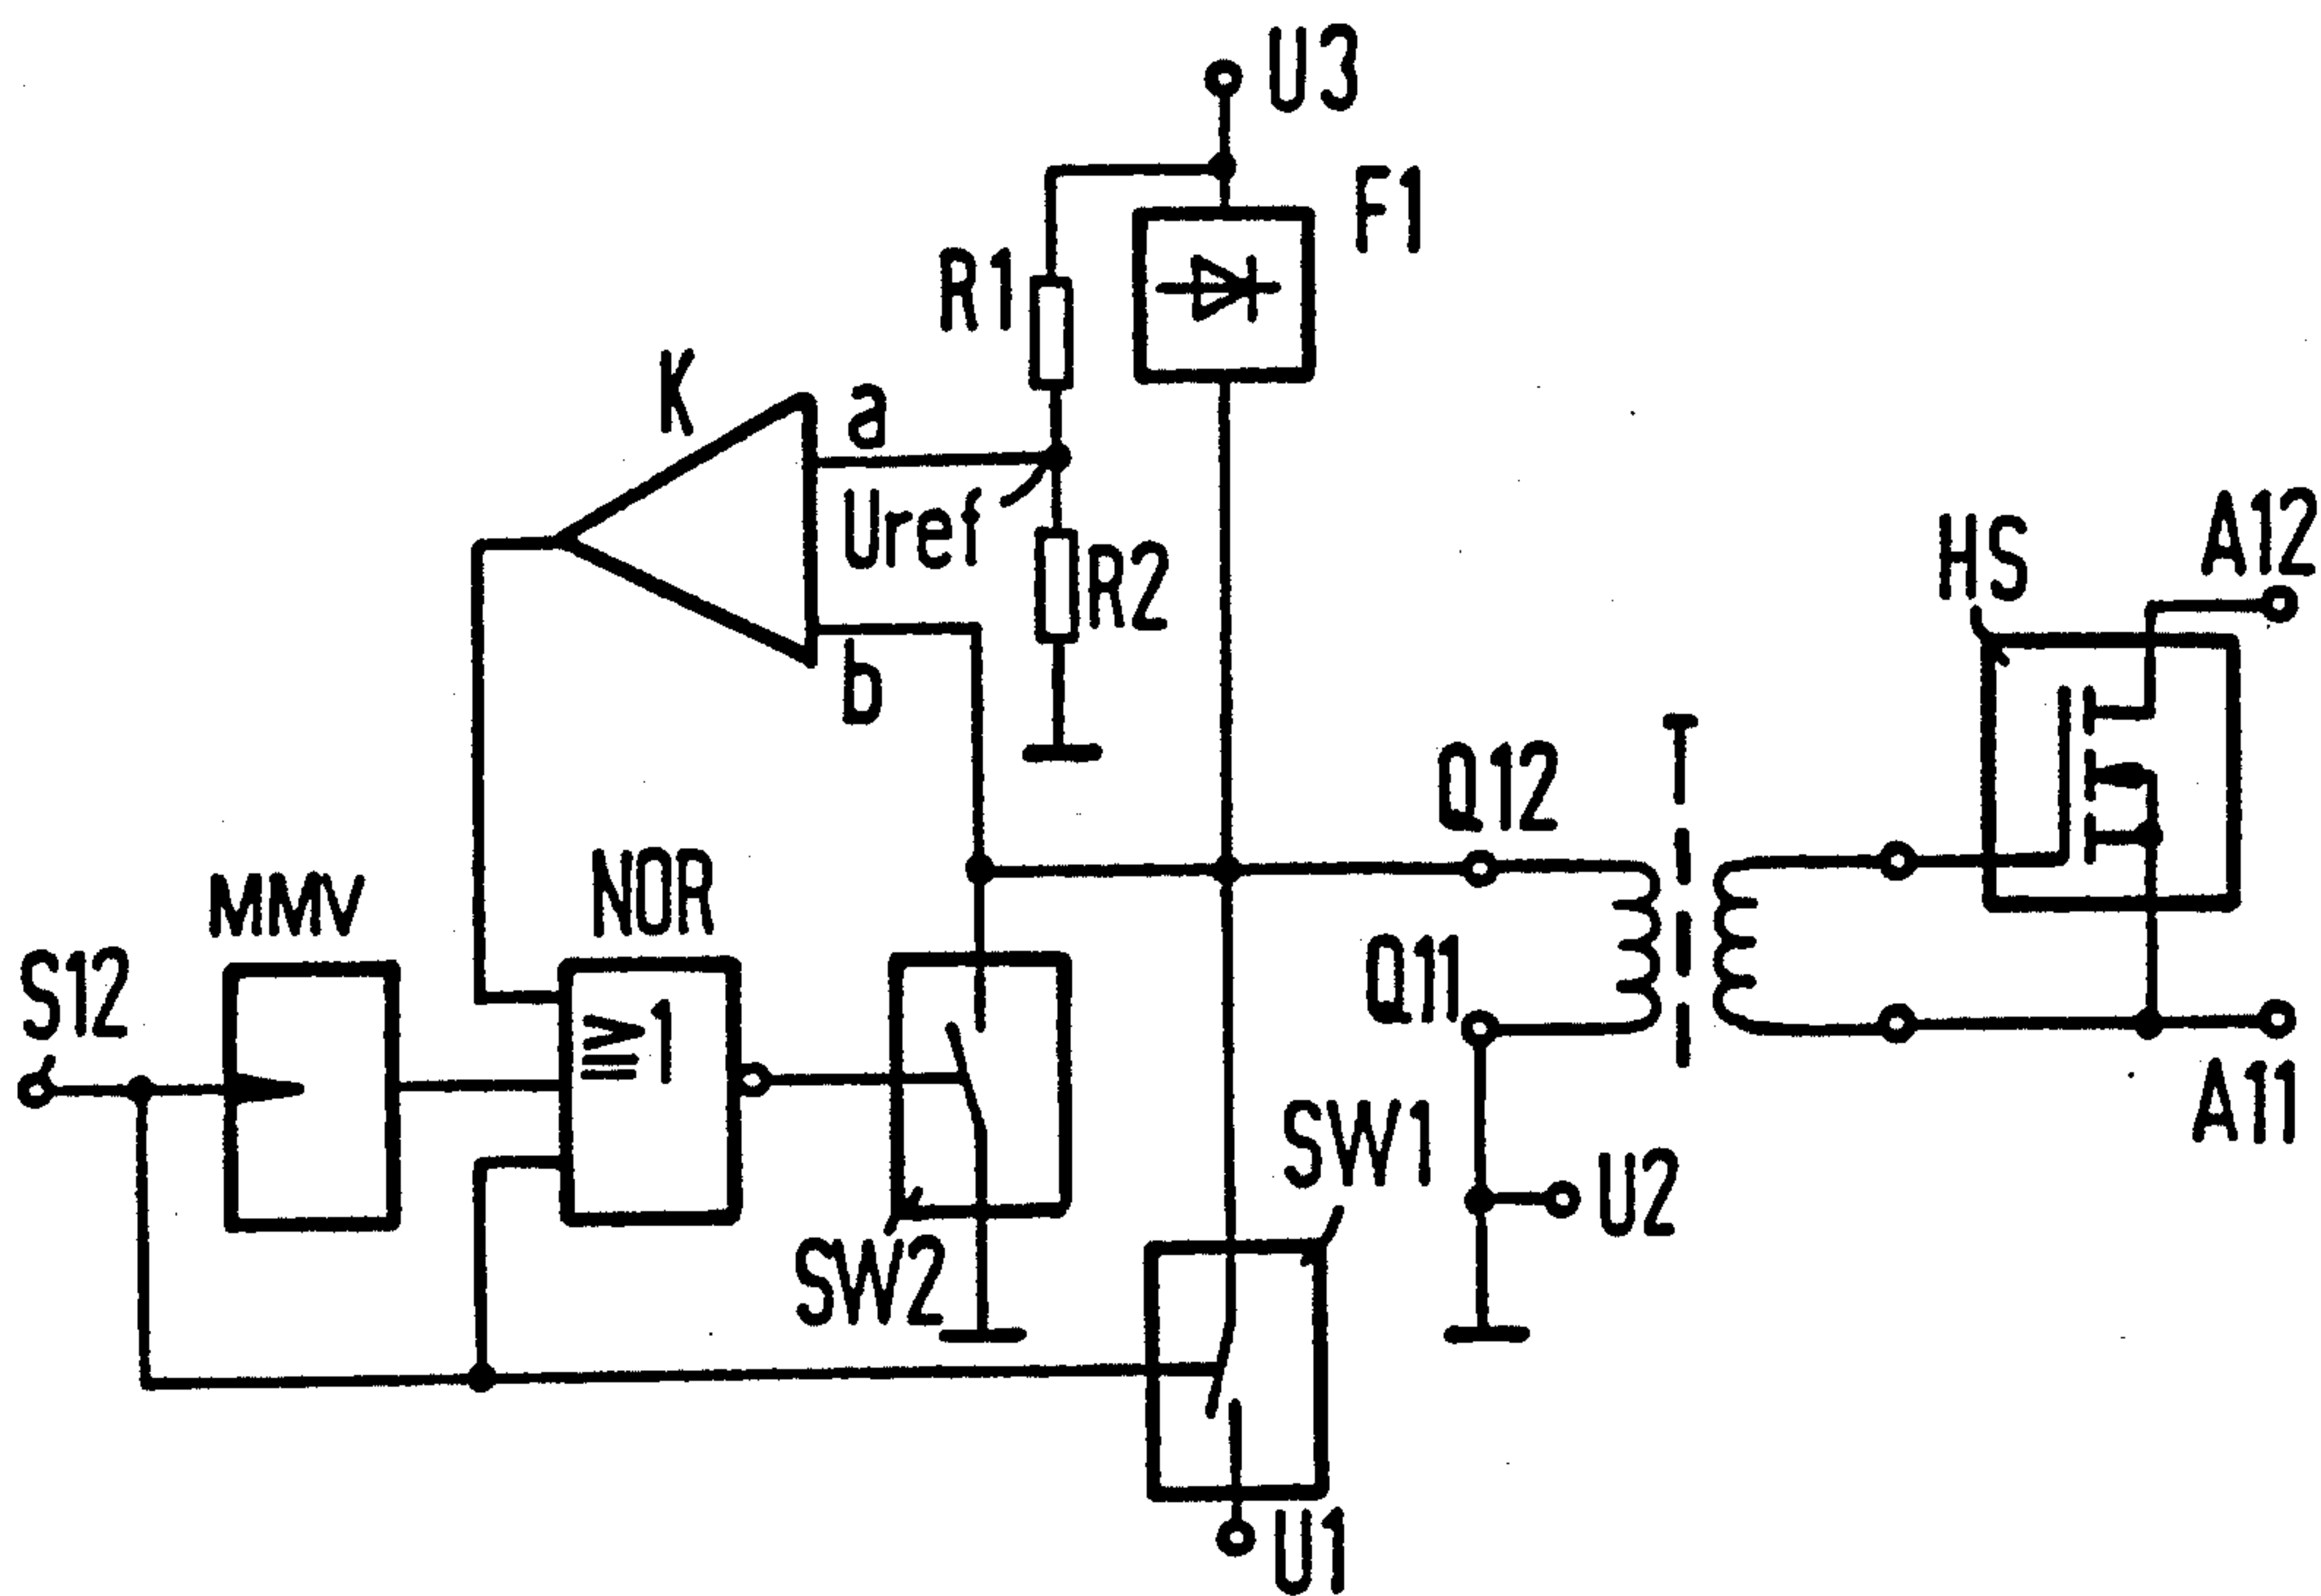 U3
F1
R1
K
a
Uref
R2
b
HS
A12
T
Q12
NOR
MMV
S12
Q11
≥1
SW1
A11
U2
SW2
U1